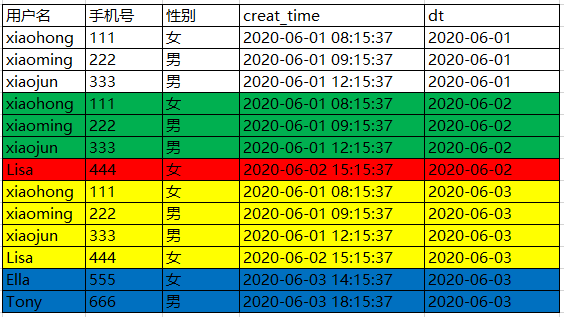 用户名 手机号 性别 creat_time dt
xiaohong 111 女 2020-06-01 08:15:37 2020-06-01
xiaoming 222 男 2020-06-01 09:15:37 2020-06-01
xiaojun 333 男 2020-06-01 12:15:37 2020-06-01
xiaohong 111 女 2020-06-01 08:15:37 2020-06-02
xiaoming 222 男 2020-06-01 09:15:37 2020-06-02
xiaojun 333 男 2020-06-01 12:15:37 2020-06-02
Lisa 444 女 2020-06-02 15:15:37 2020-06-02
xiaohong 111 女 2020-06-01 08:15:37 2020-06-03
xiaoming 222 男 2020-06-01 09:15:37 2020-06-03
xiaojun 333 男 2020-06-01 12:15:37 2020-06-03
Lisa 444 女 2020-06-02 15:15:37 2020-06-03
Ella 555 女 2020-06-03 14:15:37 2020-06-03
Tony 666 男 2020-06-03 18:15:37 2020-06-03